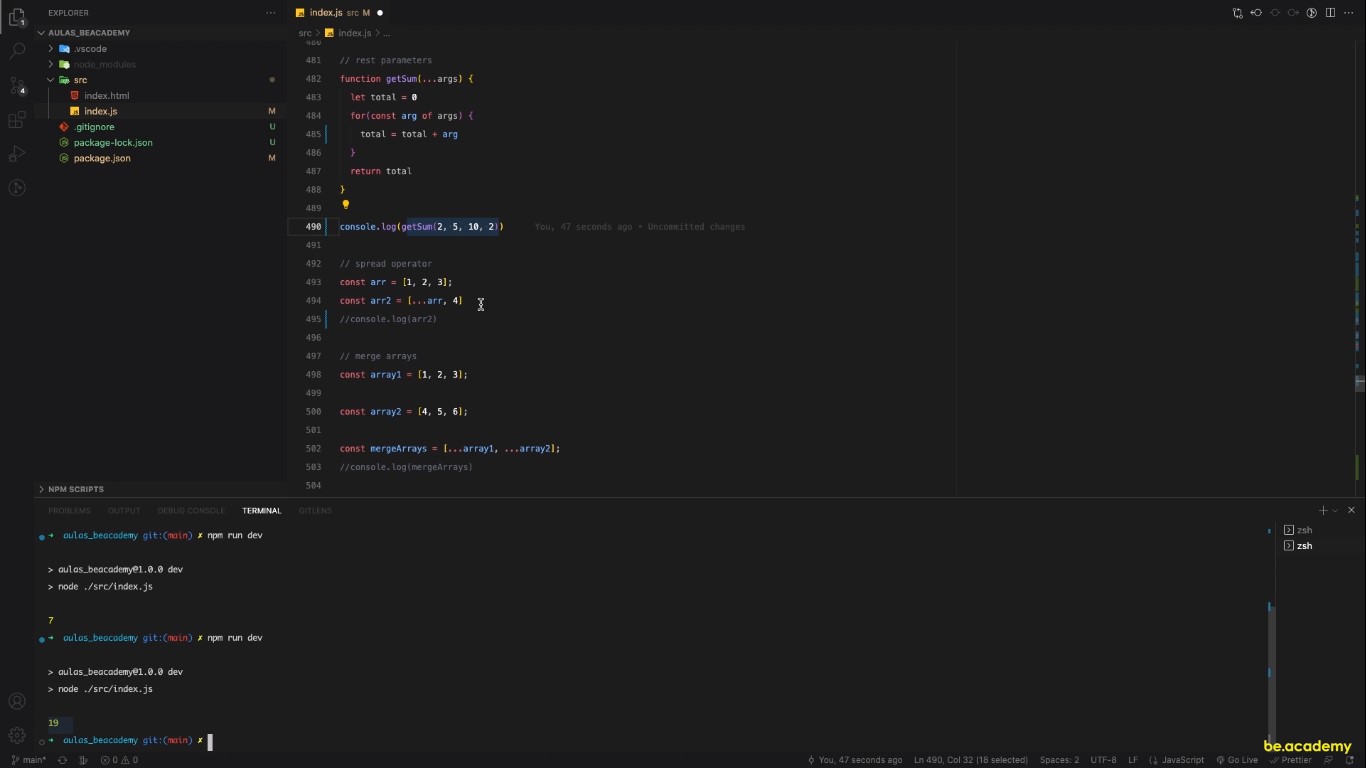 EXPLORER
AULAS_BEACADEMY
.vscode
node_modules
src
index.html
index.js M
.gitignore U
package-lock.json U
package.json M
NPM SCRIPTS
1
4
index.js src M
src > index.js > ...
480
481 // rest parameters
482 function getSum(...args) {
483 let total = 0
484 for(const arg of args) {
485 total = total + arg
486 }
487 return total
488 }
489
490 console.log(getSum(2, 5, 10, 2)) You, 47 seconds ago • Uncommitted changes
491
492 // spread operator
493 const arr = [1, 2, 3];
494 const arr2 = [...arr, 4]
495 //console.log(arr2)
496
497 // merge arrays
498 const array1 = [1, 2, 3];
499
500 const array2 = [4, 5, 6];
501
502 const mergeArrays = [...array1, ...array2];
503 //console.log(mergeArrays)
504
PROBLEMS OUTPUT DEBUG CONSOLE TERMINAL GITLENS
➜ aulas_beacademy git:(main) ✗ npm run dev
> aulas_beacademy@1.0.0 dev
> node ./src/index.js
7
➜ aulas_beacademy git:(main) ✗ npm run dev
> aulas_beacademy@1.0.0 dev
> node ./src/index.js
19
➜ aulas_beacademy git:(main) ✗
zsh
zsh
be.academy
main* 0 0 You, 47 seconds ago Ln 490, Col 32 (18 selected) Spaces: 2 UTF-8 LF JavaScript Go Live Prettier